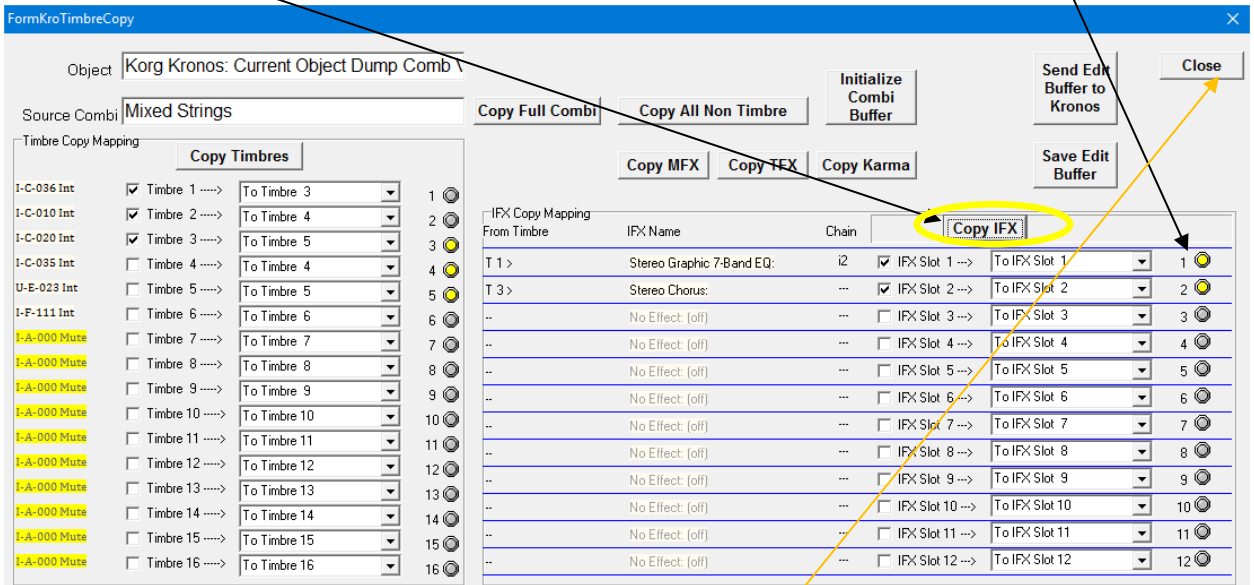 FormKroTimbreCopy
Object Korg Kronos: Current Object Dump Comb
Initialize Combi Buffer
Send Edit Buffer to Kronos
Close
Source Combi Mixed Strings
Copy Full Combi
Copy All Non Timbre
Timbre Copy Mapping
Copy Timbres
Copy MFX
Copy TFX
Copy Karma
Save Edit Buffer
I-C-036 Int Timbre 1 ----> To Timbre 3 1
I-C-010 Int Timbre 2 ----> To Timbre 4 2
I-C-020 Int Timbre 3 ----> To Timbre 5 3
I-C-035 Int Timbre 4 ----> To Timbre 4 4
U-E-023 Int Timbre 5 ----> To Timbre 5 5
I-F-111 Int Timbre 6 ----> To Timbre 6 6
I-A-000 Mute Timbre 7 ----> To Timbre 7 7
I-A-000 Mute Timbre 8 ----> To Timbre 8 8
I-A-000 Mute Timbre 9 ----> To Timbre 9 9
I-A-000 Mute Timbre 10 ----> To Timbre 10 10
I-A-000 Mute Timbre 11 ----> To Timbre 11 11
I-A-000 Mute Timbre 12 ----> To Timbre 12 12
I-A-000 Mute Timbre 13 ----> To Timbre 13 13
I-A-000 Mute Timbre 14 ----> To Timbre 14 14
I-A-000 Mute Timbre 15 ----> To Timbre 15 15
I-A-000 Mute Timbre 16 ----> To Timbre 16 16
IFX Copy Mapping
From Timbre IFX Name Chain Copy IFX
T 1 > Stereo Graphic 7-Band EQ: i2 IFX Slot 1 ---> To IFX Slot 1 1
T 3 > Stereo Chorus: --- IFX Slot 2 ---> To IFX Slot 2 2
-- No Effect: (off) --- IFX Slot 3 ---> To IFX Slot 3 3
-- No Effect: (off) --- IFX Slot 4 ---> To IFX Slot 4 4
-- No Effect: (off) --- IFX Slot 5 ---> To IFX Slot 5 5
-- No Effect: (off) --- IFX Slot 6 ---> To IFX Slot 6 6
-- No Effect: (off) --- IFX Slot 7 ---> To IFX Slot 7 7
-- No Effect: (off) --- IFX Slot 8 ---> To IFX Slot 8 8
-- No Effect: (off) --- IFX Slot 9 ---> To IFX Slot 9 9
-- No Effect: (off) --- IFX Slot 10 ---> To IFX Slot 10 10
-- No Effect: (off) --- IFX Slot 11 ---> To IFX Slot 11 11
-- No Effect: (off) --- IFX Slot 12 ---> To IFX Slot 12 12